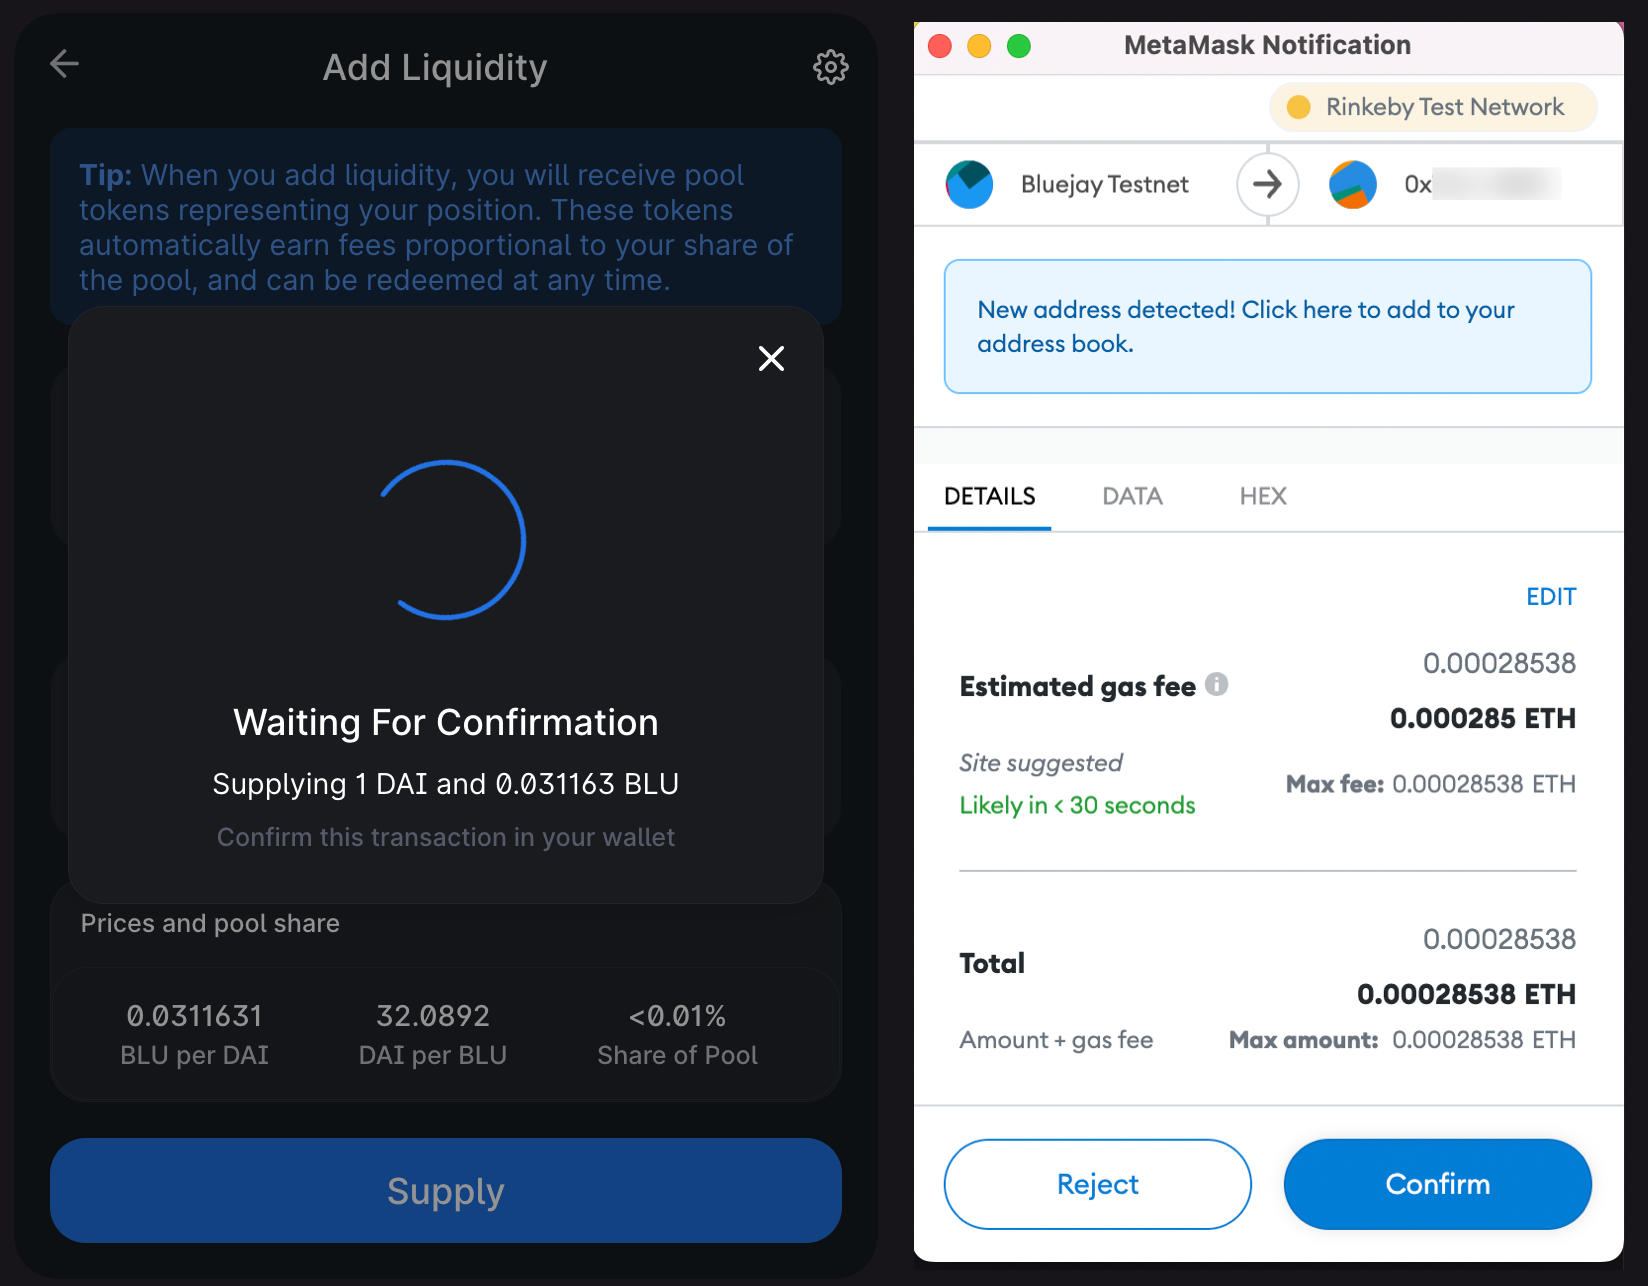 Add Liquidity
Tip: When you add liquidity, you will receive pool
tokens representing your position. These tokens
automatically earn fees proportional to your share of
the pool, and can be redeemed at any time.
Waiting For Confirmation
Supplying 1 DAI and 0.031163 BLU
Confirm this transaction in your wallet
Prices and pool share
0.0311631 32.0892 <0.01%
BLU per DAI DAI per BLU Share of Pool
Supply
MetaMask Notification
Rinkeby Test Network
Bluejay Testnet 0x
New address detected! Click here to add to your
address book.
DETAILS DATA HEX
EDIT
0.00028538
Estimated gas fee
0.000285 ETH
Site suggested
Max fee: 0.00028538 ETH
Likely in < 30 seconds
0.00028538
Total
0.00028538 ETH
Amount + gas fee Max amount: 0.00028538 ETH
Reject Confirm